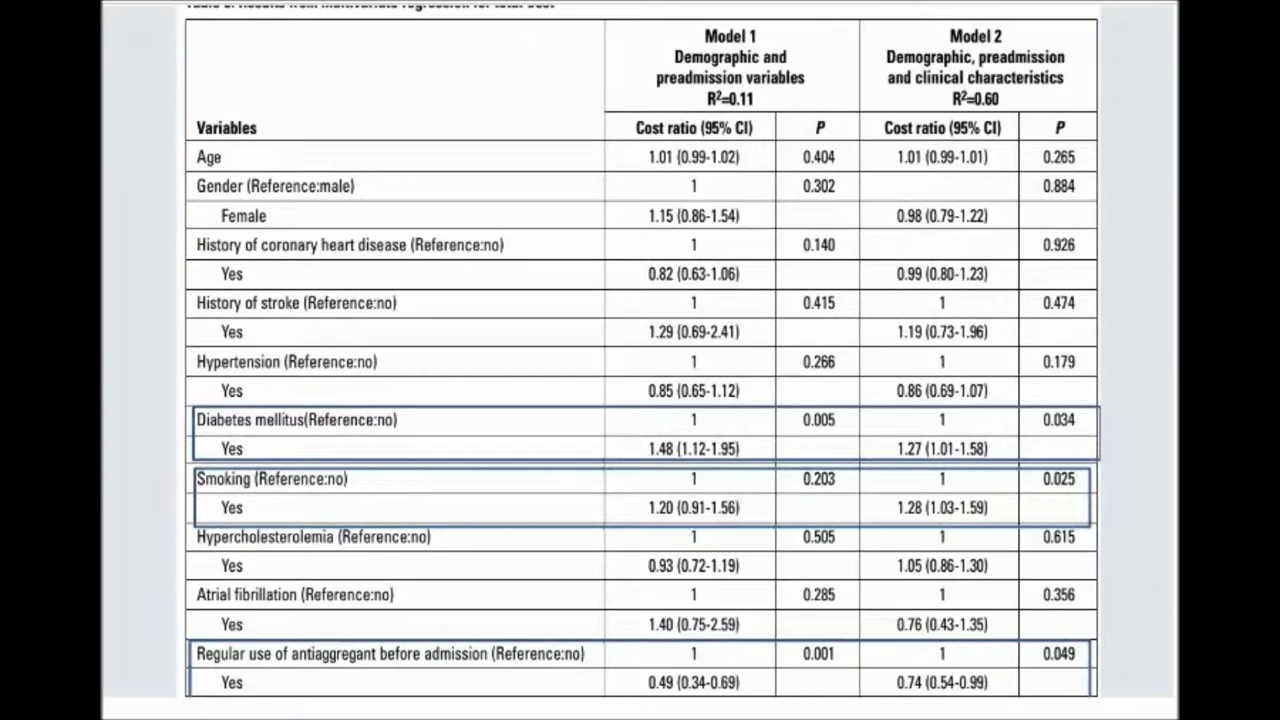 Model 1 Model 2
Demographic and Demographic, preadmission
preadmission variables and clinical characteristics
R²=0.11 R²=0.60
Variables Cost ratio (95% CI) P Cost ratio (95% CI) P
Age 1.01 (0.99-1.02) 0.404 1.01 (0.99-1.01) 0.265
Gender (Reference:male) 1 0.302 0.884
Female 1.15 (0.86-1.54) 0.98 (0.79-1.22)
History of coronary heart disease (Reference:no) 1 0.140 0.926
Yes 0.82 (0.63-1.06) 0.99 (0.80-1.23)
History of stroke (Reference:no) 1 0.415 1 0.474
Yes 1.29 (0.69-2.41) 1.19 (0.73-1.96)
Hypertension (Reference:no) 1 0.266 1 0.179
Yes 0.85 (0.65-1.12) 0.86 (0.69-1.07)
Diabetes mellitus(Reference:no) 1 0.005 1 0.034
Yes 1.48 (1.12-1.95) 1.27 (1.01-1.58)
Smoking (Reference:no) 1 0.203 1 0.025
Yes 1.20 (0.91-1.56) 1.28 (1.03-1.59)
Hypercholesterolemia (Reference:no) 1 0.505 1 0.615
Yes 0.93 (0.72-1.19) 1.05 (0.86-1.30)
Atrial fibrillation (Reference:no) 1 0.285 1 0.356
Yes 1.40 (0.75-2.59) 0.76 (0.43-1.35)
Regular use of antiaggregant before admission (Reference:no) 1 0.001 1 0.049
Yes 0.49 (0.34-0.69) 0.74 (0.54-0.99)